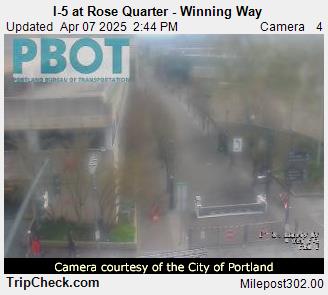 I-5 at Rose Quarter - Winning Way
Updated Apr 07 2025 2:44 PM Camera 4
PBOT
PORTLAND BUREAU OF TRANSPORTATION
Camera courtesy of the City of Portland
TripCheck.com Milepost302.00